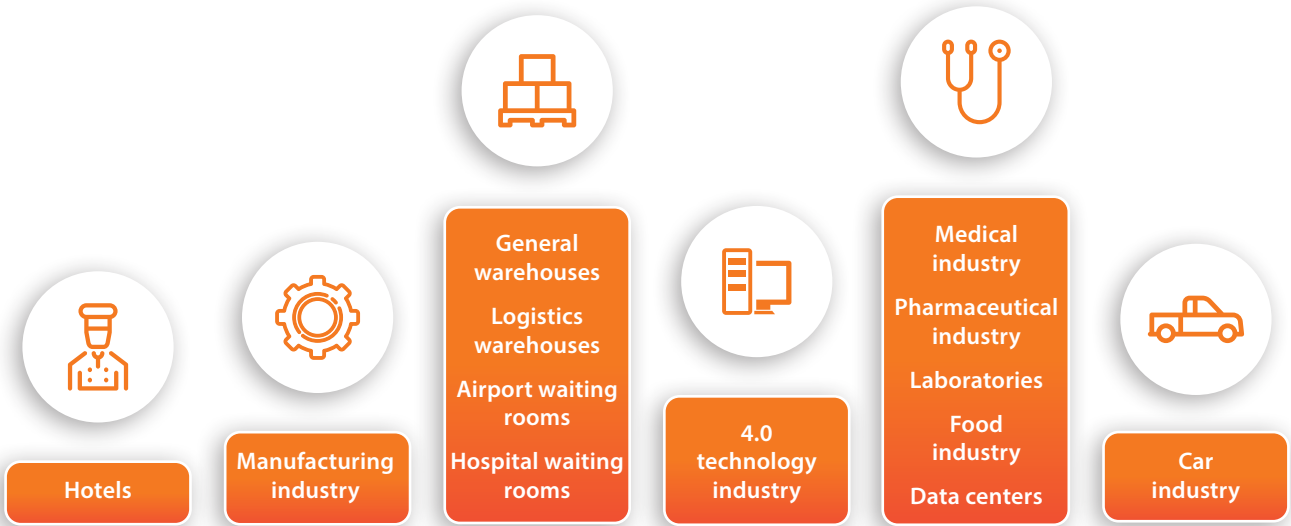 Hotels
Manufacturing
industry
General
warehouses
Logistics
warehouses
Airport waiting
rooms
Hospital waiting
rooms
4.0
technology
industry
Medical
industry
Pharmaceutical
industry
Laboratories
Food
industry
Data centers
Car
industry